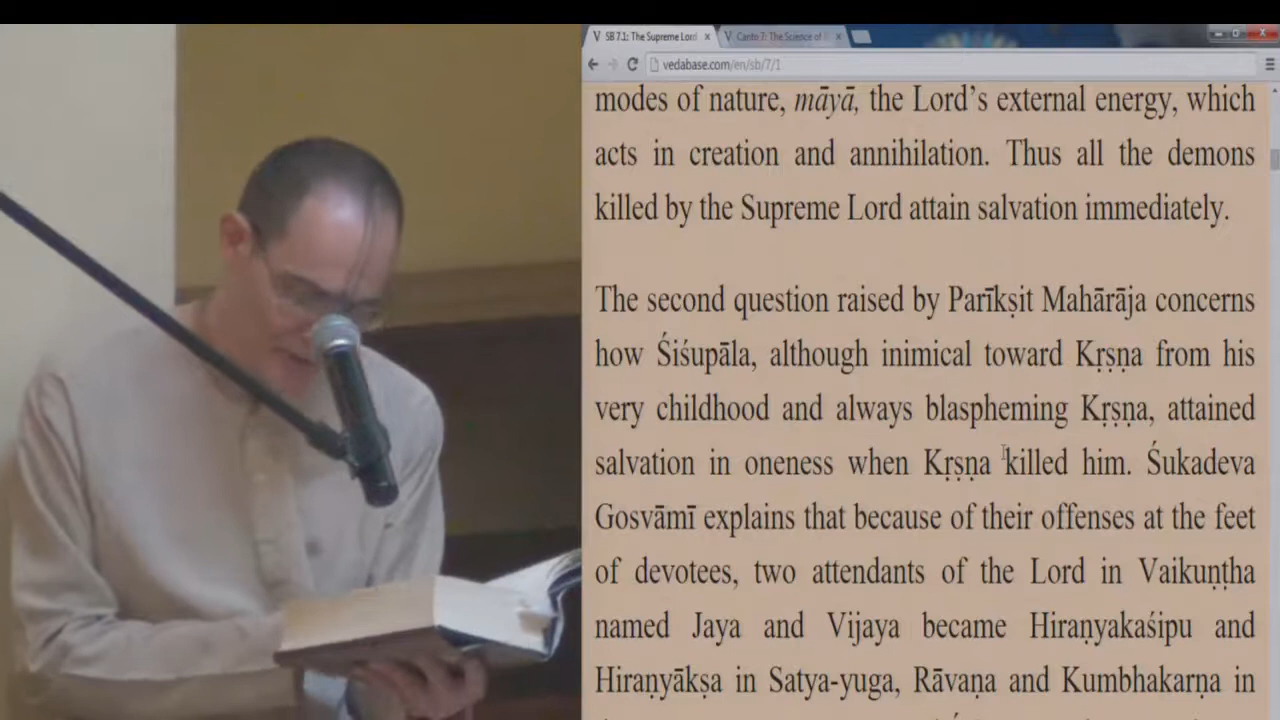 SB 7.1: The Supreme Lord
Canto 7: The Science of
vedabase.com/en/sb/7/1
modes of nature, māyā, the Lord’s external energy, which
acts in creation and annihilation. Thus all the demons
killed by the Supreme Lord attain salvation immediately.
The second question raised by Parīkṣit Mahārāja concerns
how Śiśupāla, although inimical toward Kṛṣṇa from his
very childhood and always blaspheming Kṛṣṇa, attained
salvation in oneness when Kṛṣṇa killed him. Śukadeva
Gosvāmī explains that because of their offenses at the feet
of devotees, two attendants of the Lord in Vaikuṇṭha
named Jaya and Vijaya became Hiraṇyakaśipu and
Hiraṇyākṣa in Satya-yuga, Rāvaṇa and Kumbhakarṇa in